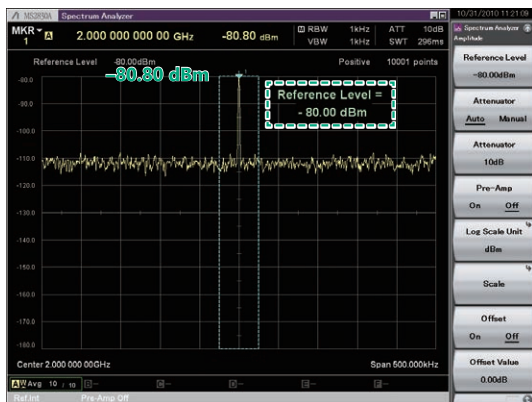 MS2830A Spectrum Analyzer
10/31/2010 11:21:09
MKR 1 A 2.000 000 000 00 GHz -80.80 dBm
RBW 1kHz ATT 10dB
VBW 1kHz SWT 296ms
Spectrum Analyzer
Amplitude
Reference Level -80.00dBm Positive 10001 points
–80.80 dBm
Reference Level =
- 80.00 dBm
-80.0
-90.0
-100.0
-110.0
-120.0
-130.0
-140.0
-150.0
-160.0
-170.0
-180.0
Center 2.000 000 00GHz Span 500.000kHz
A W Avg 10 / 10
Ref.Int Pre-Amp Off
Reference Level
-80.00dBm
Attenuator
Auto Manual
Attenuator
10dB
Pre-Amp
On Off
Log Scale Unit
dBm
Scale
Offset
On Off
Offset Value
0.00dB